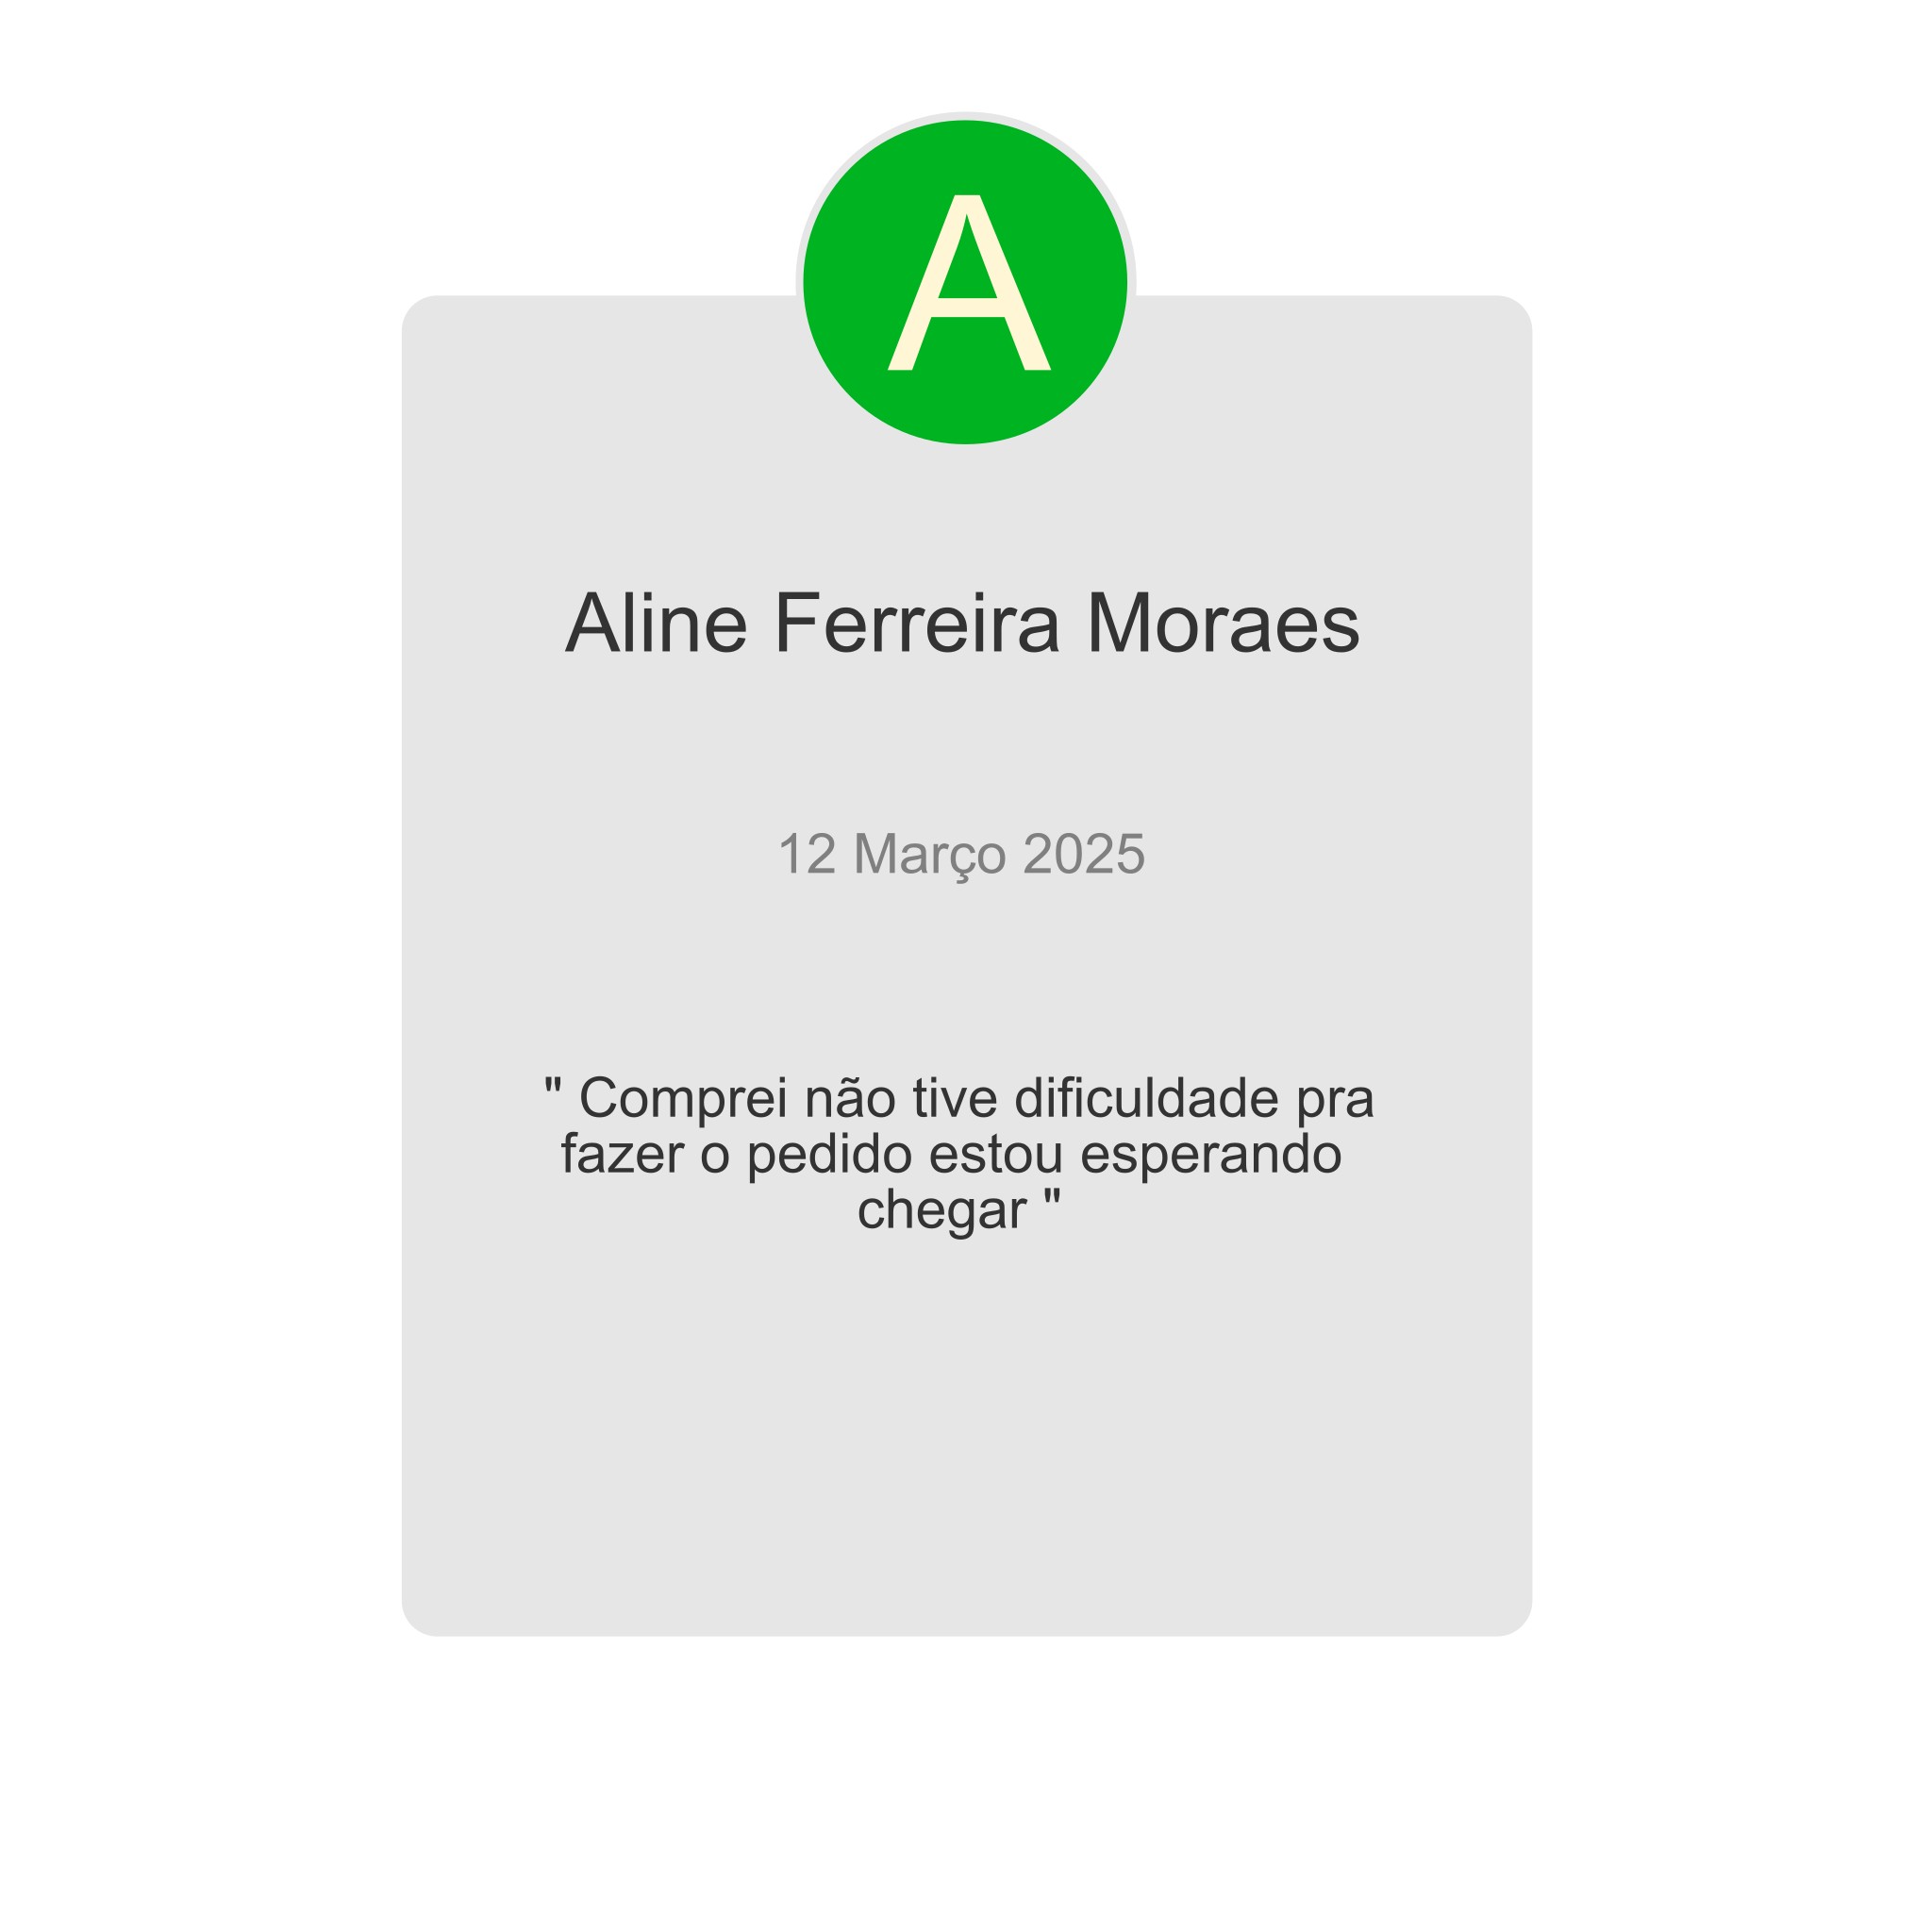 A
Aline Ferreira Moraes
12 Março 2025
" Comprei não tive dificuldade pra
fazer o pedido estou esperando
chegar "